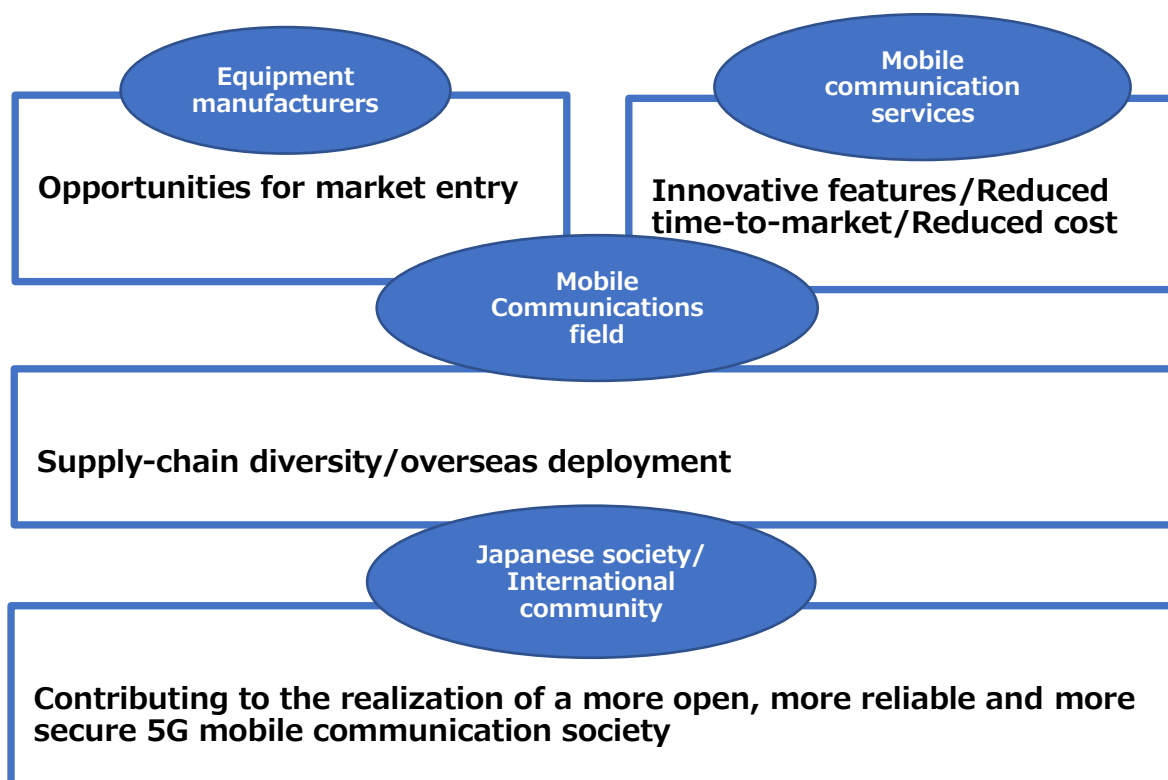 Equipment
manufacturers
Opportunities for market entry
Mobile
communication
services
Innovative features/Reduced
time-to-market/Reduced cost
Mobile
Communications
field
Supply-chain diversity/overseas deployment
Japanese society/
International
community
Contributing to the realization of a more open, more reliable and more
secure 5G mobile communication society